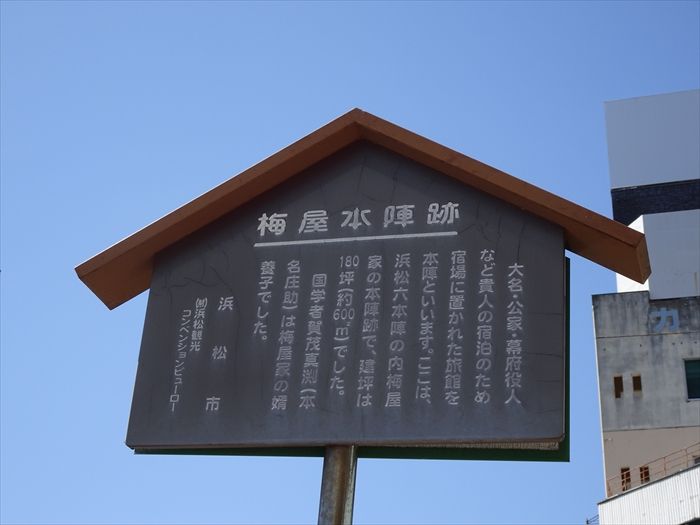 梅屋本陣跡
大名・公家・幕府役人
など貴人の宿泊のため
宿場に置かれた旅館を
本陣といいます。ここは、
浜松六本陣の内梅屋
家の本陣跡で、建坪は
180坪(約600㎡)でした。
国学者賀茂真渕(本
名庄助)は梅屋家の婿
養子でした。
浜松市
㈶浜松観光
コンベンションビューロー
カ